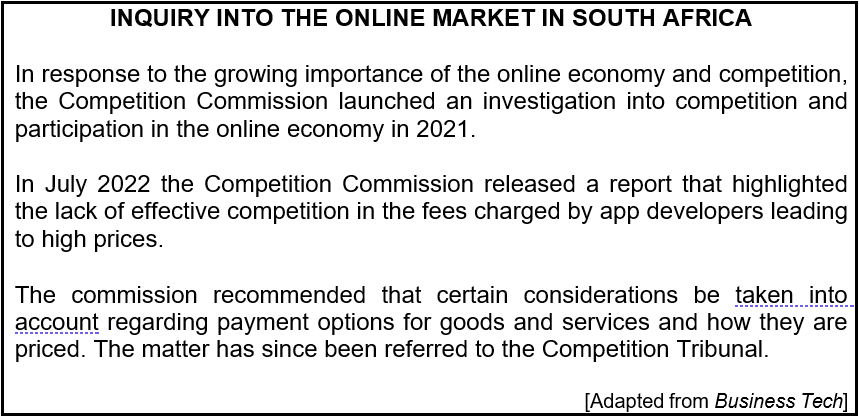 INQUIRY INTO THE ONLINE MARKET IN SOUTH AFRICA
In response to the growing importance of the online economy and competition,
the Competition Commission launched an investigation into competition and
participation in the online economy in 2021.
In July 2022 the Competition Commission released a report that highlighted
the lack of effective competition in the fees charged by app developers leading
to high prices.
The commission recommended that certain considerations be taken into
account regarding payment options for goods and services and how they are
priced. The matter has since been referred to the Competition Tribunal.
[Adapted from Business Tech]